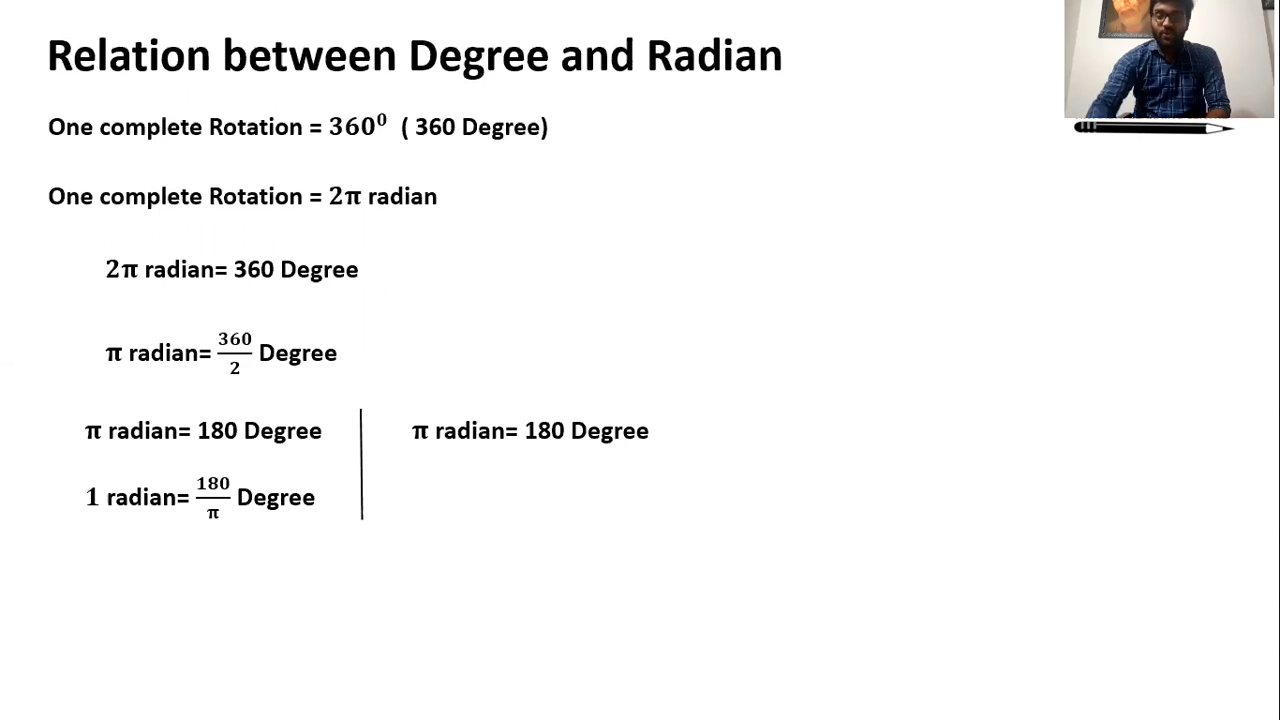 Relation between Degree and Radian
One complete Rotation = 360⁰ ( 360 Degree)
One complete Rotation = 2π radian
2π radian= 360 Degree
π radian= 360/2 Degree
π radian= 180 Degree
1 radian= 180/π Degree
π radian= 180 Degree